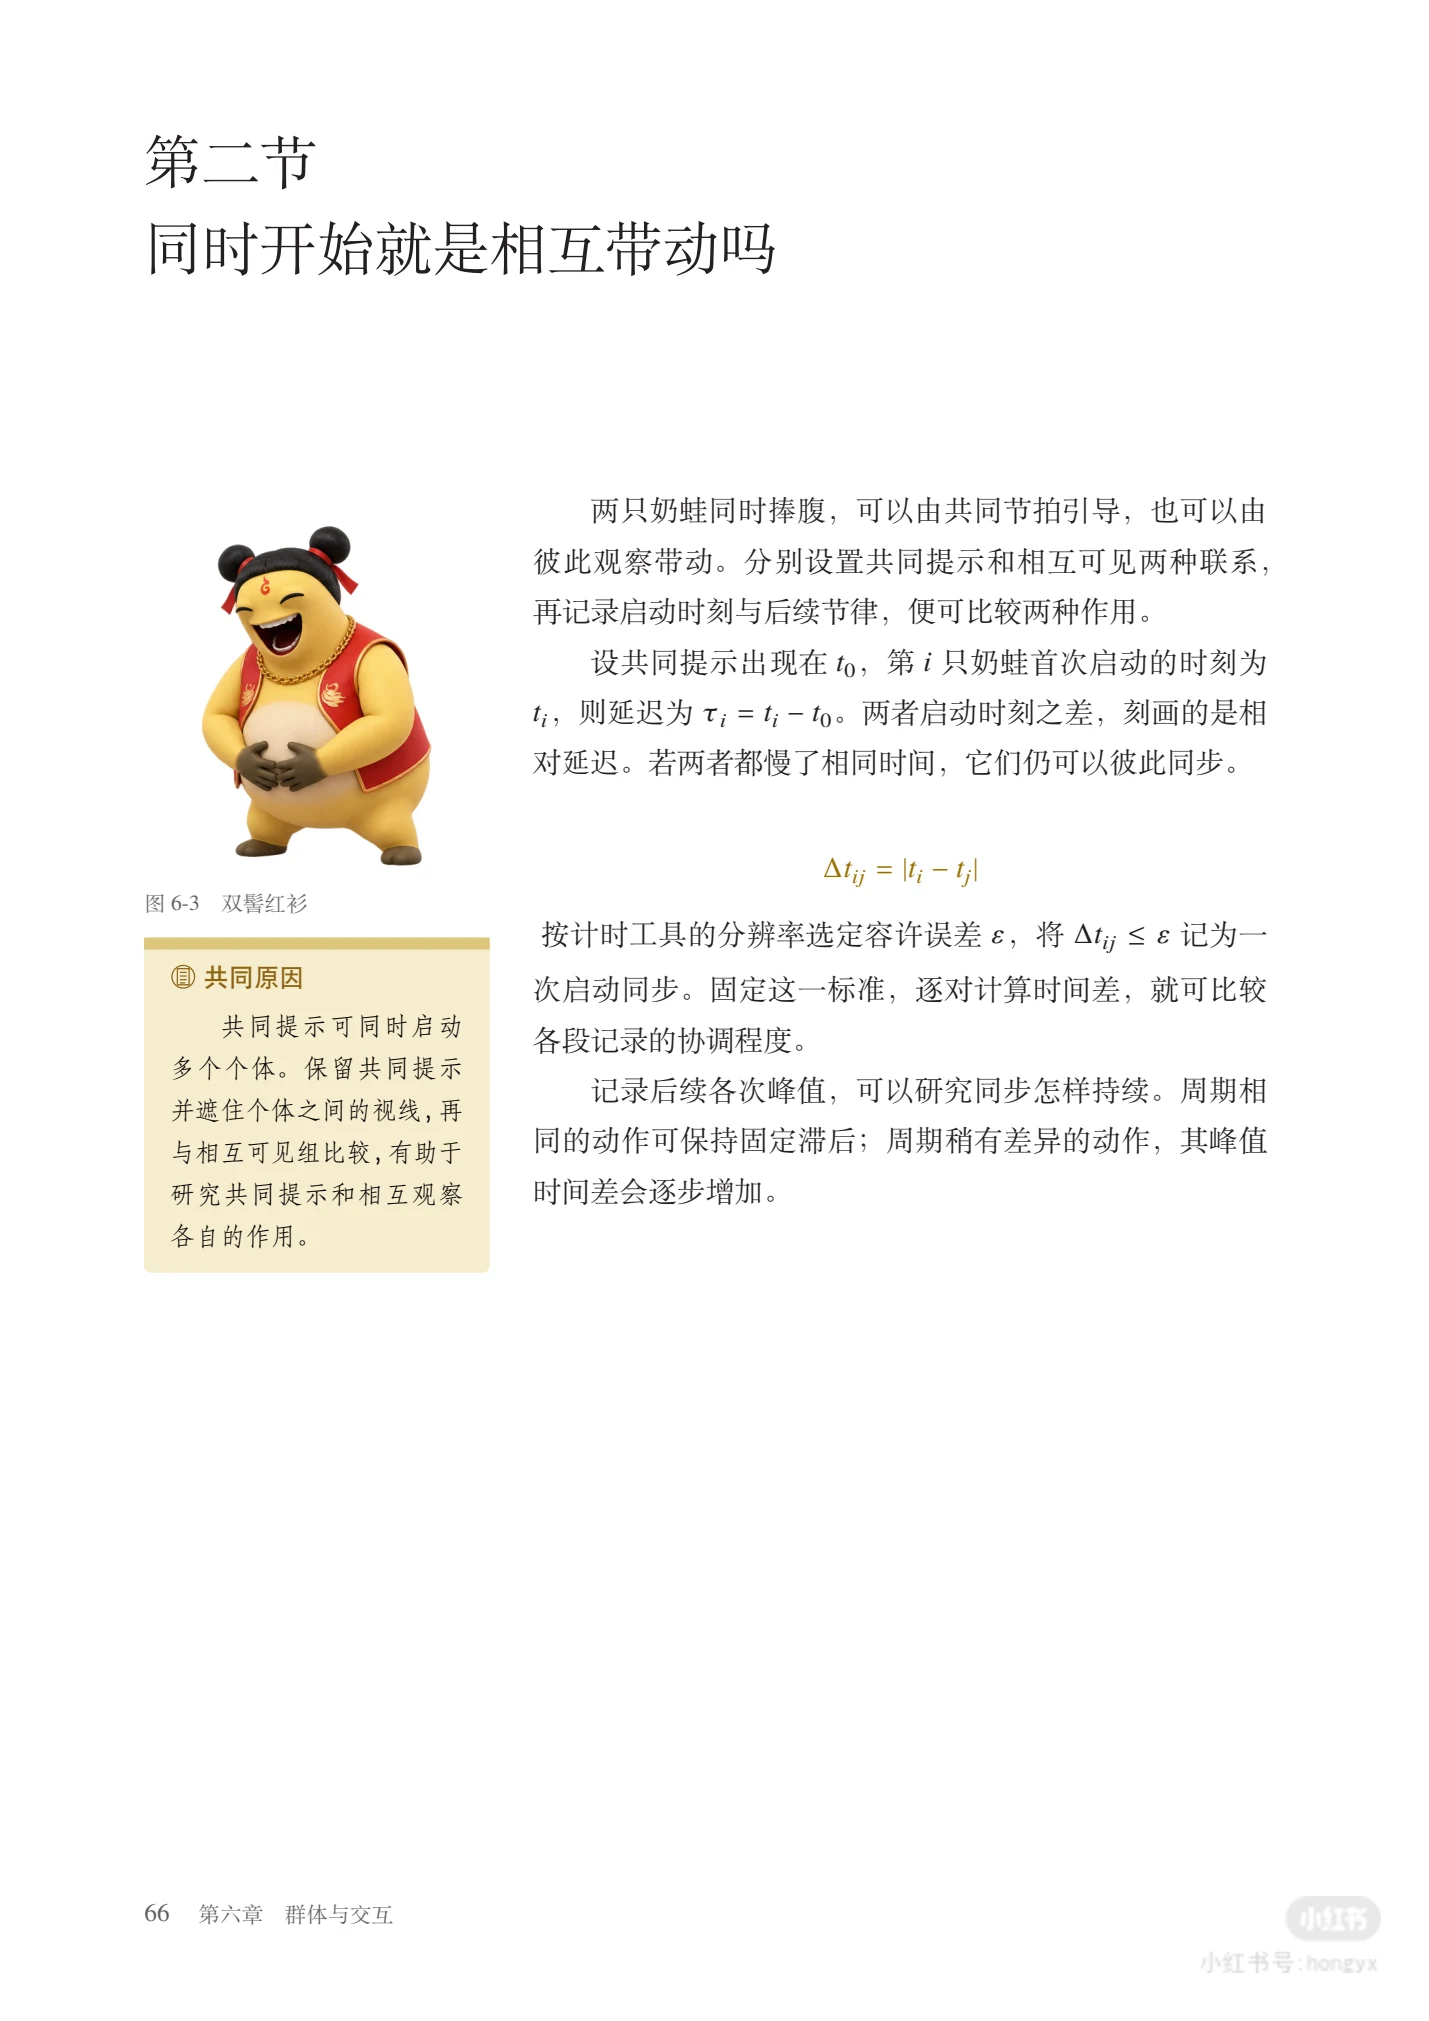 第二节
同时开始就是相互带动吗
两只奶蛙同时捧腹，可以由共同节拍引导，也可以由
彼此观察带动。分别设置共同提示和相互可见两种联系，
再记录启动时刻与后续节律，便可比较两种作用。
设共同提示出现在 t₀，第 i 只奶蛙首次启动的时刻为
tᵢ，则延迟为 τᵢ = tᵢ − t₀。两者启动时刻之差，刻画的是相
对延迟。若两者都慢了相同时间，它们仍可以彼此同步。
Δtᵢⱼ = |tᵢ − tⱼ|
按计时工具的分辨率选定容许误差 ε，将 Δtᵢⱼ ≤ ε 记为一
次启动同步。固定这一标准，逐对计算时间差，就可比较
各段记录的协调程度。
记录后续各次峰值，可以研究同步怎样持续。周期相
同的动作可保持固定滞后；周期稍有差异的动作，其峰值
时间差会逐步增加。
图 6-3 双髻红衫
共同原因
共同提示可同时启动
多个个体。保留共同提示
并遮住个体之间的视线，再
与相互可见组比较，有助于
研究共同提示和相互观察
各自的作用。
66 第六章 群体与交互
小红书
小红书号:hongyx